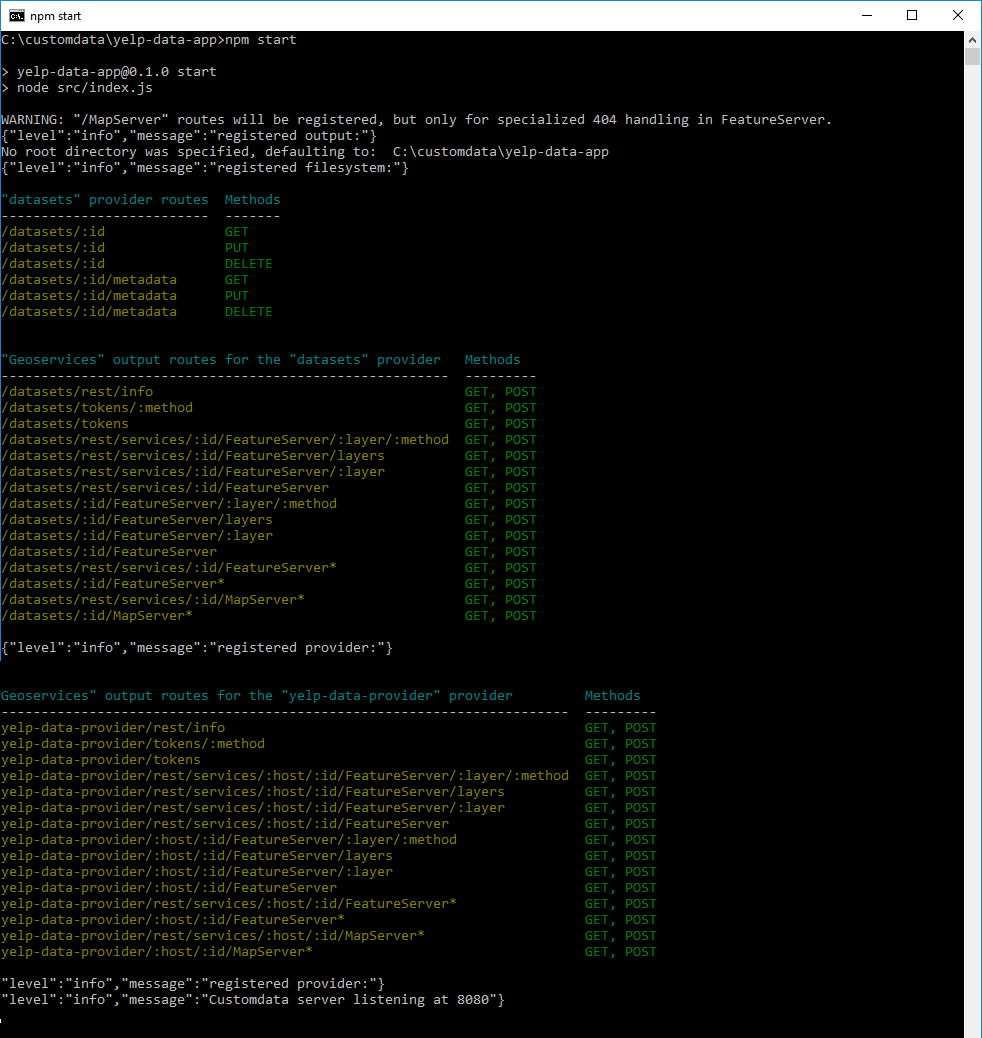 npm start
C:\customdata\yelp-data-app>npm start
> yelp-data-app@0.1.0 start
> node src/index.js
WARNING: "/MapServer" routes will be registered, but only for specialized 404 handling in FeatureServer.
{"level":"info","message":"registered output:"}
No root directory was specified, defaulting to:  C:\customdata\yelp-data-app
{"level":"info","message":"registered filesystem:"}
"datasets" provider routes  Methods
--------------------------  -------
/datasets/:id               GET
/datasets/:id               PUT
/datasets/:id               DELETE
/datasets/:id/metadata      GET
/datasets/:id/metadata      PUT
/datasets/:id/metadata      DELETE
"Geoservices" output routes for the "datasets" provider   Methods
--------------------------------------------------------  ---------
/datasets/rest/info                                       GET, POST
/datasets/tokens/:method                                  GET, POST
/datasets/tokens                                          GET, POST
/datasets/rest/services/:id/FeatureServer/:layer/:method  GET, POST
/datasets/rest/services/:id/FeatureServer/layers          GET, POST
/datasets/rest/services/:id/FeatureServer/:layer          GET, POST
/datasets/rest/services/:id/FeatureServer                 GET, POST
/datasets/:id/FeatureServer/:layer/:method                GET, POST
/datasets/:id/FeatureServer/layers                        GET, POST
/datasets/:id/FeatureServer/:layer                        GET, POST
/datasets/:id/FeatureServer                               GET, POST
/datasets/rest/services/:id/FeatureServer*                GET, POST
/datasets/:id/FeatureServer*                              GET, POST
/datasets/rest/services/:id/MapServer*                    GET, POST
/datasets/:id/MapServer*                                  GET, POST
{"level":"info","message":"registered provider:"}
Geoservices" output routes for the "yelp-data-provider" provider         Methods
-----------------------------------------------------------------------  ---------
yelp-data-provider/rest/info                                             GET, POST
yelp-data-provider/tokens/:method                                        GET, POST
yelp-data-provider/tokens                                                GET, POST
yelp-data-provider/rest/services/:host/:id/FeatureServer/:layer/:method  GET, POST
yelp-data-provider/rest/services/:host/:id/FeatureServer/layers          GET, POST
yelp-data-provider/rest/services/:host/:id/FeatureServer/:layer          GET, POST
yelp-data-provider/rest/services/:host/:id/FeatureServer                 GET, POST
yelp-data-provider/:host/:id/FeatureServer/:layer/:method                GET, POST
yelp-data-provider/:host/:id/FeatureServer/layers                        GET, POST
yelp-data-provider/:host/:id/FeatureServer/:layer                        GET, POST
yelp-data-provider/:host/:id/FeatureServer                               GET, POST
yelp-data-provider/rest/services/:host/:id/FeatureServer*                GET, POST
yelp-data-provider/:host/:id/FeatureServer*                              GET, POST
yelp-data-provider/rest/services/:host/:id/MapServer*                    GET, POST
yelp-data-provider/:host/:id/MapServer*                                  GET, POST
"level":"info","message":"registered provider:"}
"level":"info","message":"Customdata server listening at 8080"}